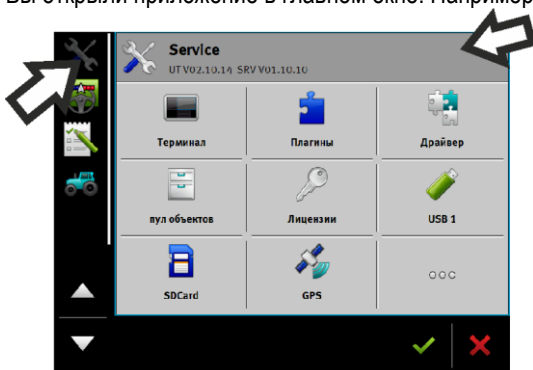 Вы открыли приложение в главном окне. Например
Service
UT V02.10.14 SRV V01.10.10
Терминал
Плагины
Драйвер
пул объектов
Лицензии
USB 1
SDCard
GPS